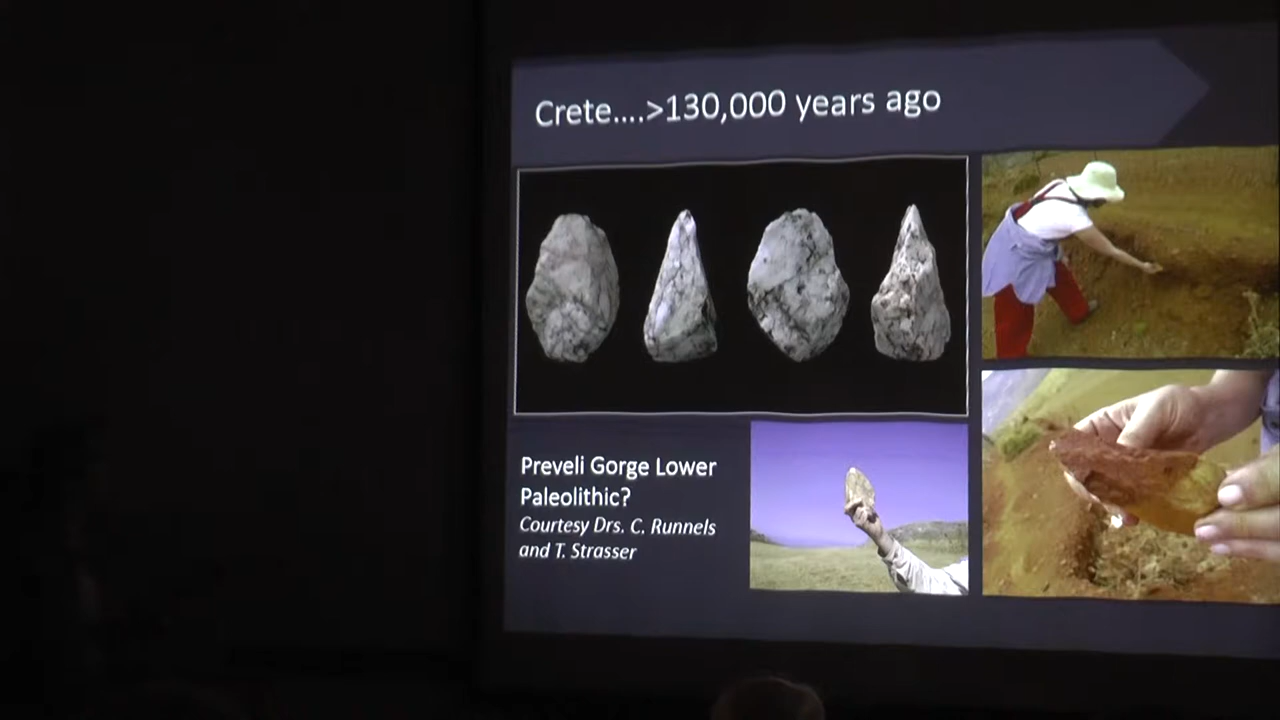 Crete....>130,000 years ago
Preveli Gorge Lower
Paleolithic?
Courtesy Drs. C. Runnels
and T. Strasser